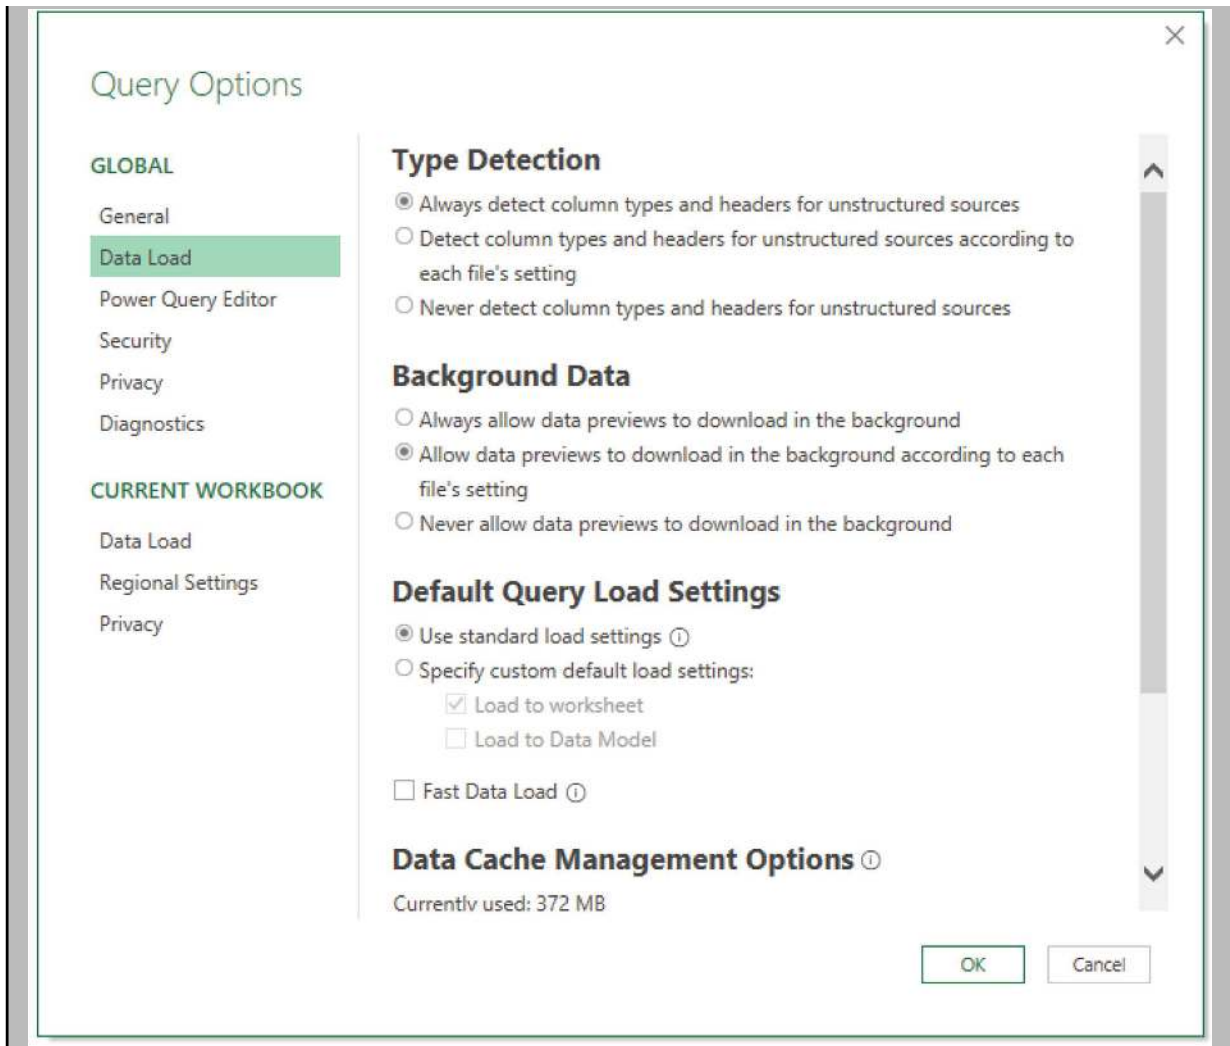 Query Options
GLOBAL
General
Data Load
Power Query Editor
Security
Privacy
Diagnostics
CURRENT WORKBOOK
Data Load
Regional Settings
Privacy
Type Detection
Always detect column types and headers for unstructured sources
Detect column types and headers for unstructured sources according to
each file's setting
Never detect column types and headers for unstructured sources
Background Data
Always allow data previews to download in the background
Allow data previews to download in the background according to each
file's setting
Never allow data previews to download in the background
Default Query Load Settings
Use standard load settings
Specify custom default load settings:
Load to worksheet
Load to Data Model
Fast Data Load
Data Cache Management Options
Currently used: 372 MB
OK
Cancel